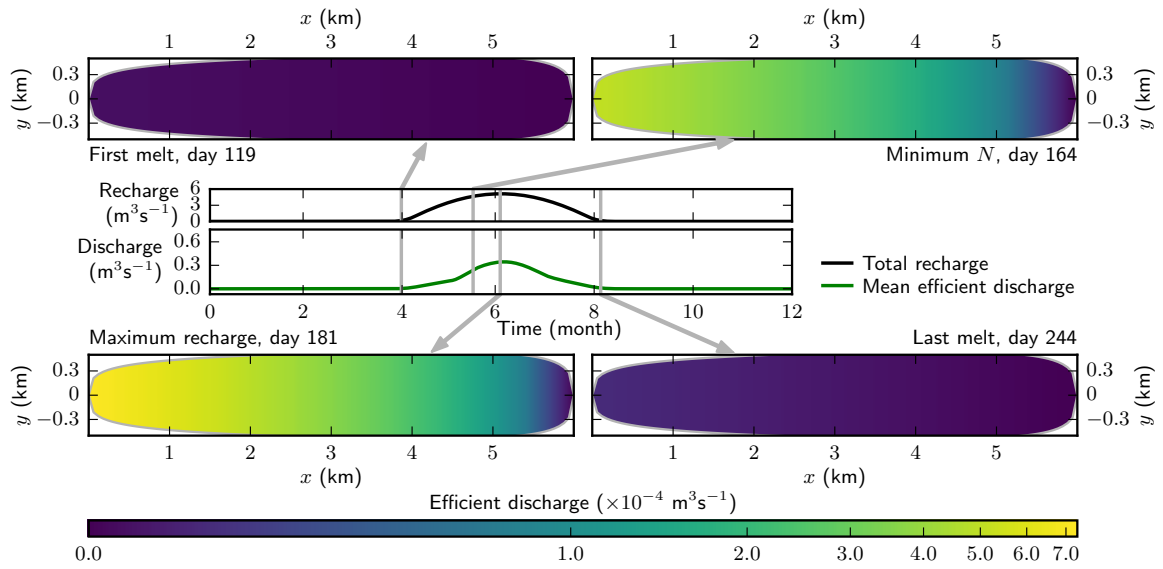 x (km)
x (km)
1 2 3 4 5
1 2 3 4 5
y (km)
0.3
0
−0.3
0.3
0
−0.3
y (km)
First melt, day 119
Minimum N, day 164
Recharge
(m³s⁻¹)
6
3
0
Discharge
(m³s⁻¹)
0.6
0.3
0.0
Total recharge
Mean efficient discharge
0 2 4 6 8 10 12
Time (month)
Maximum recharge, day 181
Last melt, day 244
y (km)
0.3
0
−0.3
0.3
0
−0.3
y (km)
1 2 3 4 5
1 2 3 4 5
x (km)
x (km)
Efficient discharge (×10⁻⁴ m³s⁻¹)
0.0 1.0 2.0 3.0 4.0 5.0 6.0 7.0